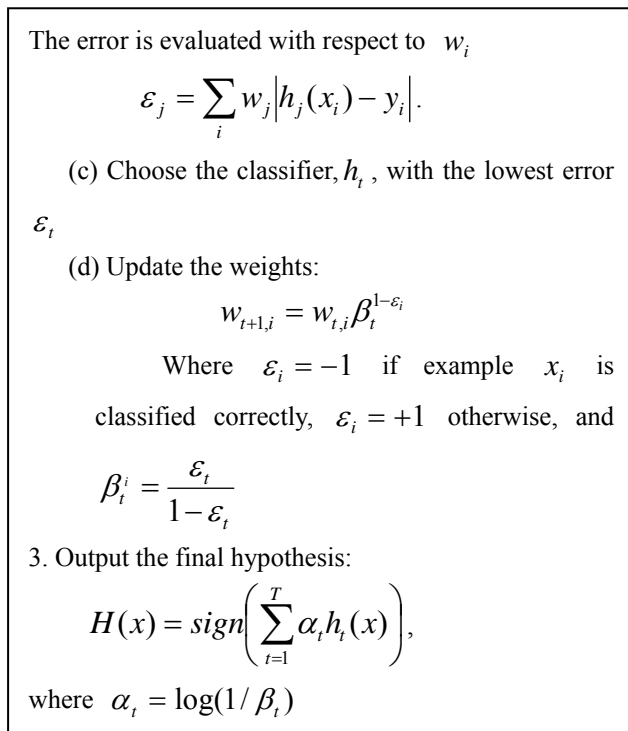 The error is evaluated with respect to w_i
ε_j = ∑_i w_j |h_j(x_i) − y_i|.
(c) Choose the classifier, h_t , with the lowest error
ε_t
(d) Update the weights:
w_{t+1,i} = w_{t,i} β_t^{1−ε_i}
Where ε_i = −1 if example x_i is
classified correctly, ε_i = +1 otherwise, and
β_t^i = ε_t / (1 − ε_t)
3. Output the final hypothesis:
H(x) = sign(∑_{t=1}^{T} α_t h_t(x)),
where α_t = log(1/ β_t)